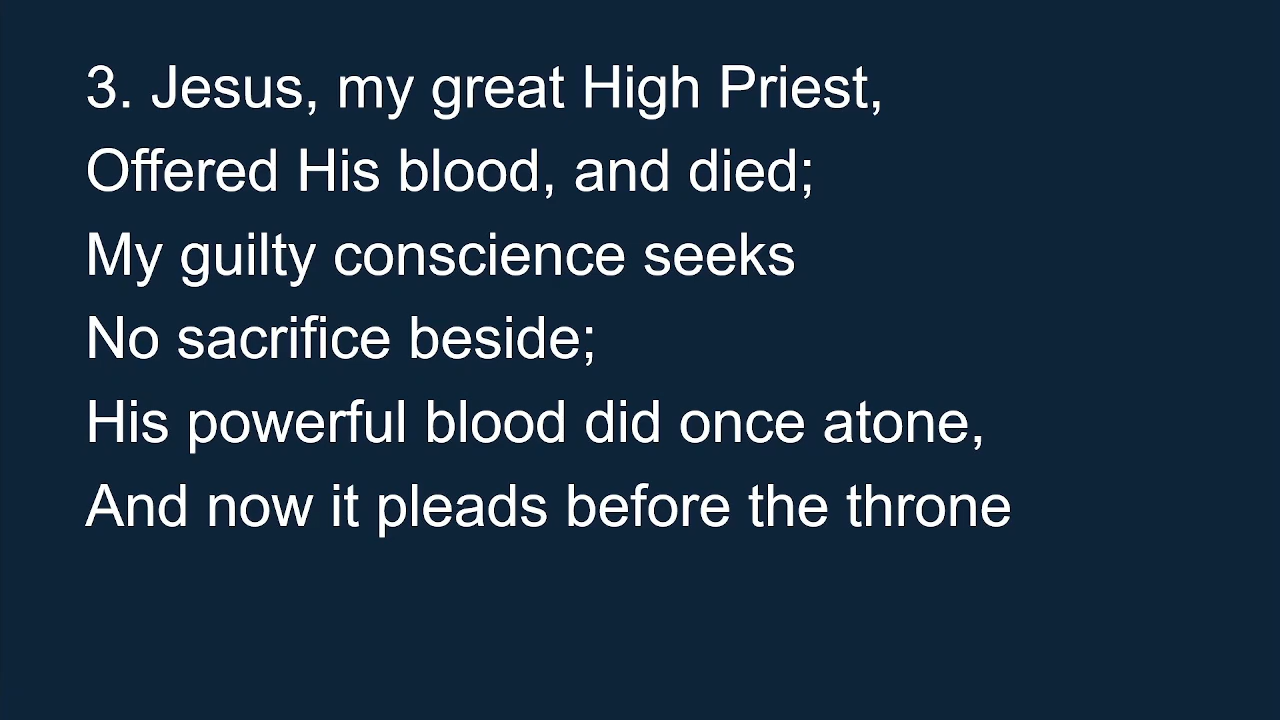 3. Jesus, my great High Priest,
Offered His blood, and died;
My guilty conscience seeks
No sacrifice beside;
His powerful blood did once atone,
And now it pleads before the throne